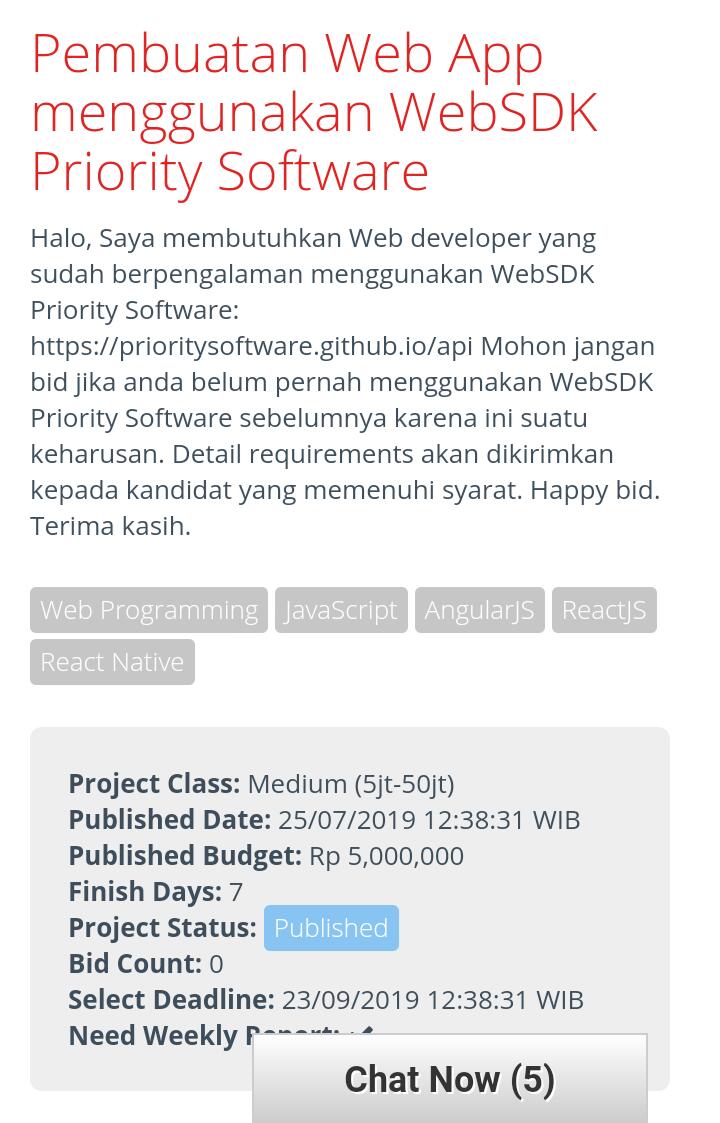 Pembuatan Web App
menggunakan WebSDK
Priority Software
Halo, Saya membutuhkan Web developer yang
sudah berpengalaman menggunakan WebSDK
Priority Software:
https://prioritysoftware.github.io/api Mohon jangan
bid jika anda belum pernah menggunakan WebSDK
Priority Software sebelumnya karena ini suatu
keharusan. Detail requirements akan dikirimkan
kepada kandidat yang memenuhi syarat. Happy bid.
Terima kasih.
Web Programming JavaScript AngularJS ReactJS
React Native
Project Class: Medium (5jt-50jt)
Published Date: 25/07/2019 12:38:31 WIB
Published Budget: Rp 5,000,000
Finish Days: 7
Project Status: Published
Bid Count: 0
Select Deadline: 23/09/2019 12:38:31 WIB
Need Weekly Report: ✔
Chat Now (5)